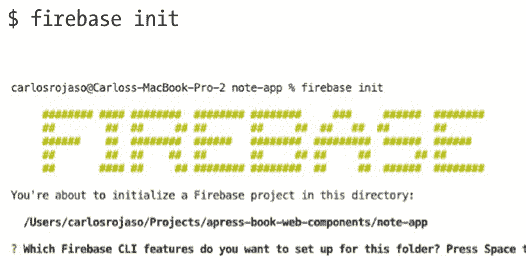 $ firebase init
carlosrojaso@Carloss-MacBook-Pro-2 note-app % firebase init
FIREBASE
You're about to initialize a Firebase project in this directory:
/Users/carlosrojaso/Projects/apress-book-web-components/note-app
? Which Firebase CLI features do you want to set up for this folder? Press Space t